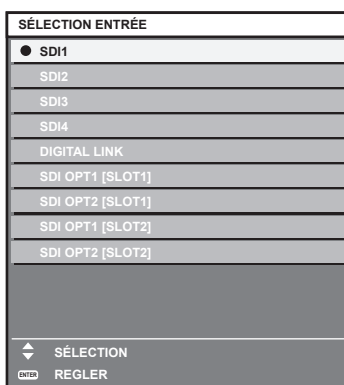 SÉLECTION ENTRÉE
SDI1
SDI2
SDI3
SDI4
DIGITAL LINK
SDI OPT1 [SLOT1]
SDI OPT2 [SLOT1]
SDI OPT1 [SLOT2]
SDI OPT2 [SLOT2]
SÉLECTION
ENTER REGLER